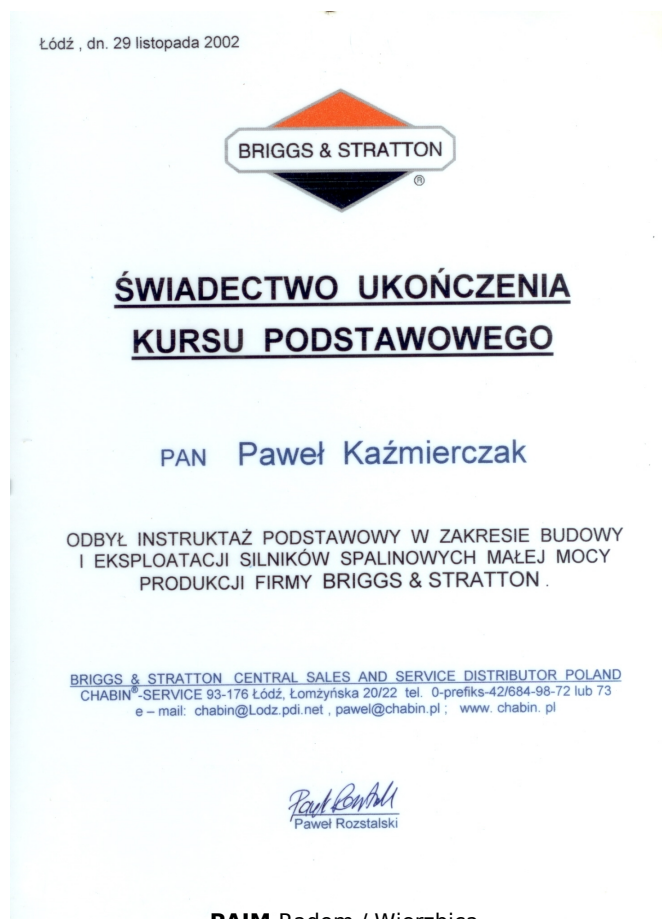 Łódź , dn. 29 listopada 2002
BRIGGS & STRATTON
®
ŚWIADECTWO UKOŃCZENIA
KURSU PODSTAWOWEGO
PAN Paweł Kaźmierczak
ODBYŁ INSTRUKTAŻ PODSTAWOWY W ZAKRESIE BUDOWY
I EKSPLOATACJI SILNIKÓW SPALINOWYCH MAŁEJ MOCY
PRODUKCJI FIRMY BRIGGS & STRATTON .
BRIGGS & STRATTON CENTRAL SALES AND SERVICE DISTRIBUTOR POLAND
CHABIN®-SERVICE 93-176 Łódź, Łomżyńska 20/22 tel. 0-prefiks-42/684-98-72 lub 73
e – mail: chabin@Lodz.pdi.net , pawel@chabin.pl ; www. chabin. pl
Paweł Rozstalski